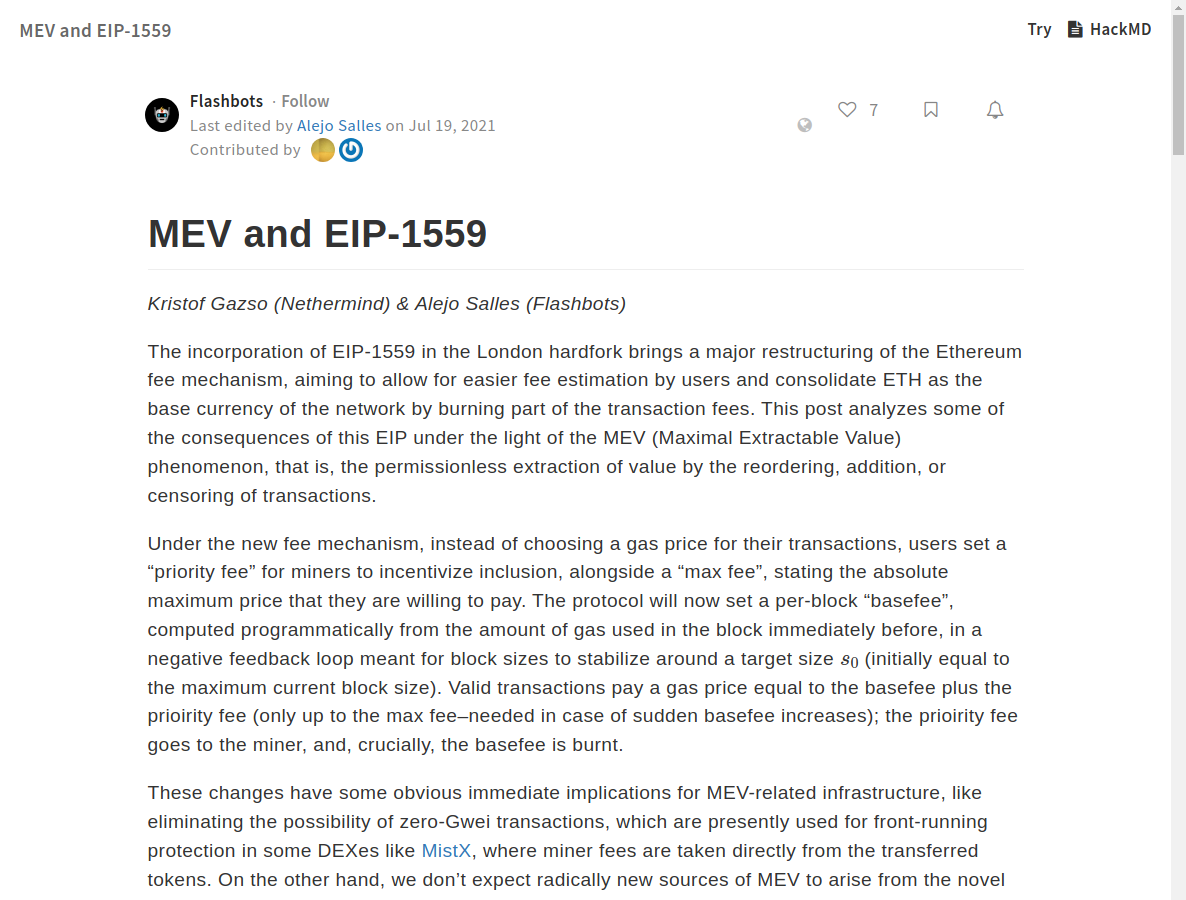 MEV and EIP-1559
Try HackMD
Flashbots · Follow
7
Last edited by Alejo Salles on Jul 19, 2021
Contributed by
MEV and EIP-1559
Kristof Gazso (Nethermind) & Alejo Salles (Flashbots)
The incorporation of EIP-1559 in the London hardfork brings a major restructuring of the Ethereum
fee mechanism, aiming to allow for easier fee estimation by users and consolidate ETH as the
base currency of the network by burning part of the transaction fees. This post analyzes some of
the consequences of this EIP under the light of the MEV (Maximal Extractable Value)
phenomenon, that is, the permissionless extraction of value by the reordering, addition, or
censoring of transactions.
Under the new fee mechanism, instead of choosing a gas price for their transactions, users set a
“priority fee” for miners to incentivize inclusion, alongside a “max fee”, stating the absolute
maximum price that they are willing to pay. The protocol will now set a per-block “basefee”,
computed programmatically from the amount of gas used in the block immediately before, in a
negative feedback loop meant for block sizes to stabilize around a target size s₀ (initially equal to
the maximum current block size). Valid transactions pay a gas price equal to the basefee plus the
prioirity fee (only up to the max fee–needed in case of sudden basefee increases); the prioirity fee
goes to the miner, and, crucially, the basefee is burnt.
These changes have some obvious immediate implications for MEV-related infrastructure, like
eliminating the possibility of zero-Gwei transactions, which are presently used for front-running
protection in some DEXes like MistX, where miner fees are taken directly from the transferred
tokens. On the other hand, we don’t expect radically new sources of MEV to arise from the novel